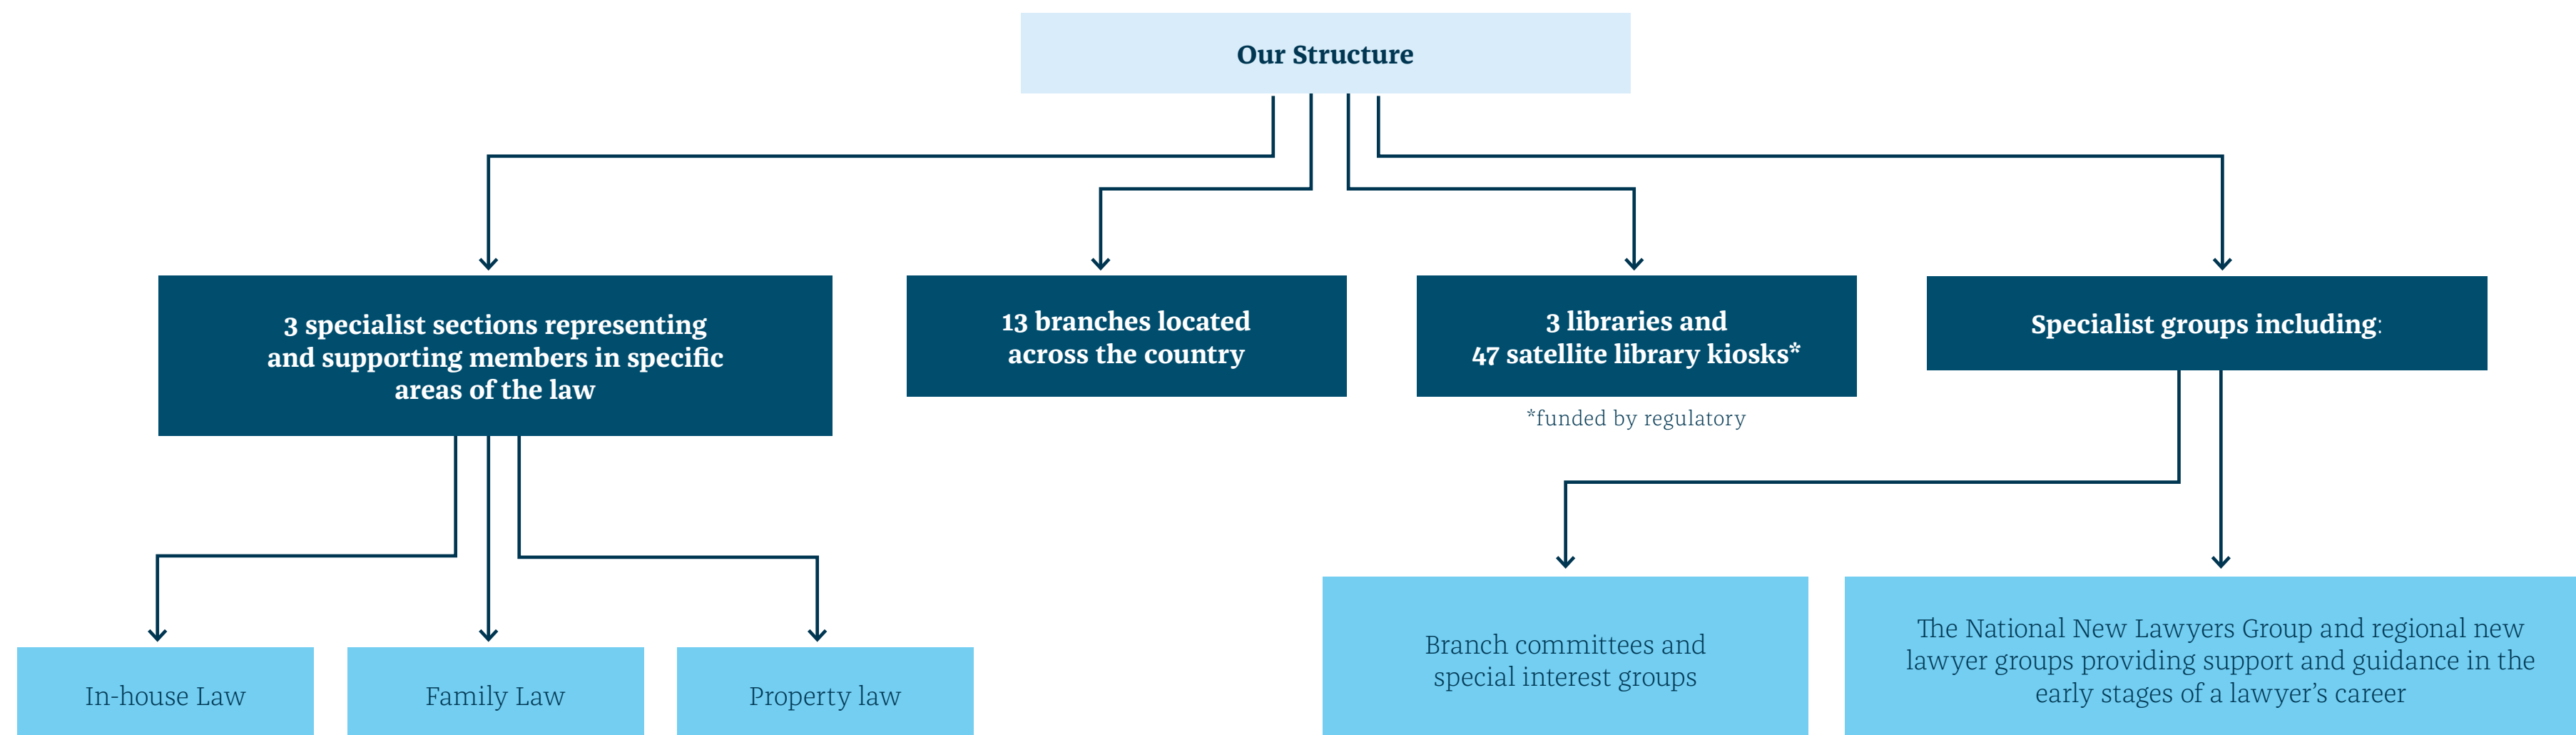 Our Structure
3 specialist sections representing
and supporting members in specific
areas of the law
13 branches located
across the country
3 libraries and
47 satellite library kiosks*
*funded by regulatory
Specialist groups including:
In-house Law
Family Law
Property law
Branch committees and
special interest groups
The National New Lawyers Group and regional new
lawyer groups providing support and guidance in the
early stages of a lawyer’s career